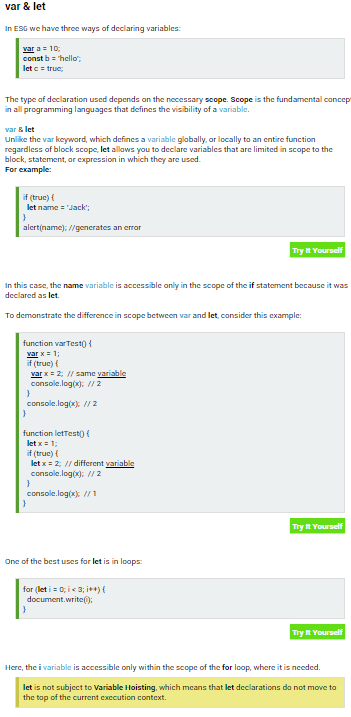 var & let
In ES6 we have three ways of declaring variables:
var a = 10;
const b = 'hello';
let c = true;
The type of declaration used depends on the necessary scope. Scope is the fundamental concept
in all programming languages that defines the visibility of a variable.
var & let
Unlike the var keyword, which defines a variable globally, or locally to an entire function
regardless of block scope, let allows you to declare variables that are limited in scope to the
block, statement, or expression in which they are used.
For example:
if (true) {
let name = 'Jack';
}
alert(name); //generates an error
Try It Yourself
In this case, the name variable is accessible only in the scope of the if statement because it was
declared as let.
To demonstrate the difference in scope between var and let, consider this example:
function varTest() {
var x = 1;
if (true) {
var x = 2; // same variable
console.log(x); // 2
}
console.log(x); // 2
}
function letTest() {
let x = 1;
if (true) {
let x = 2; // different variable
console.log(x); // 2
}
console.log(x); // 1
}
Try It Yourself
One of the best uses for let is in loops:
for (let i = 0; i < 3; i++) {
document.write(i);
}
Try It Yourself
Here, the i variable is accessible only within the scope of the for loop, where it is needed.
let is not subject to Variable Hoisting, which means that let declarations do not move to
the top of the current execution context.